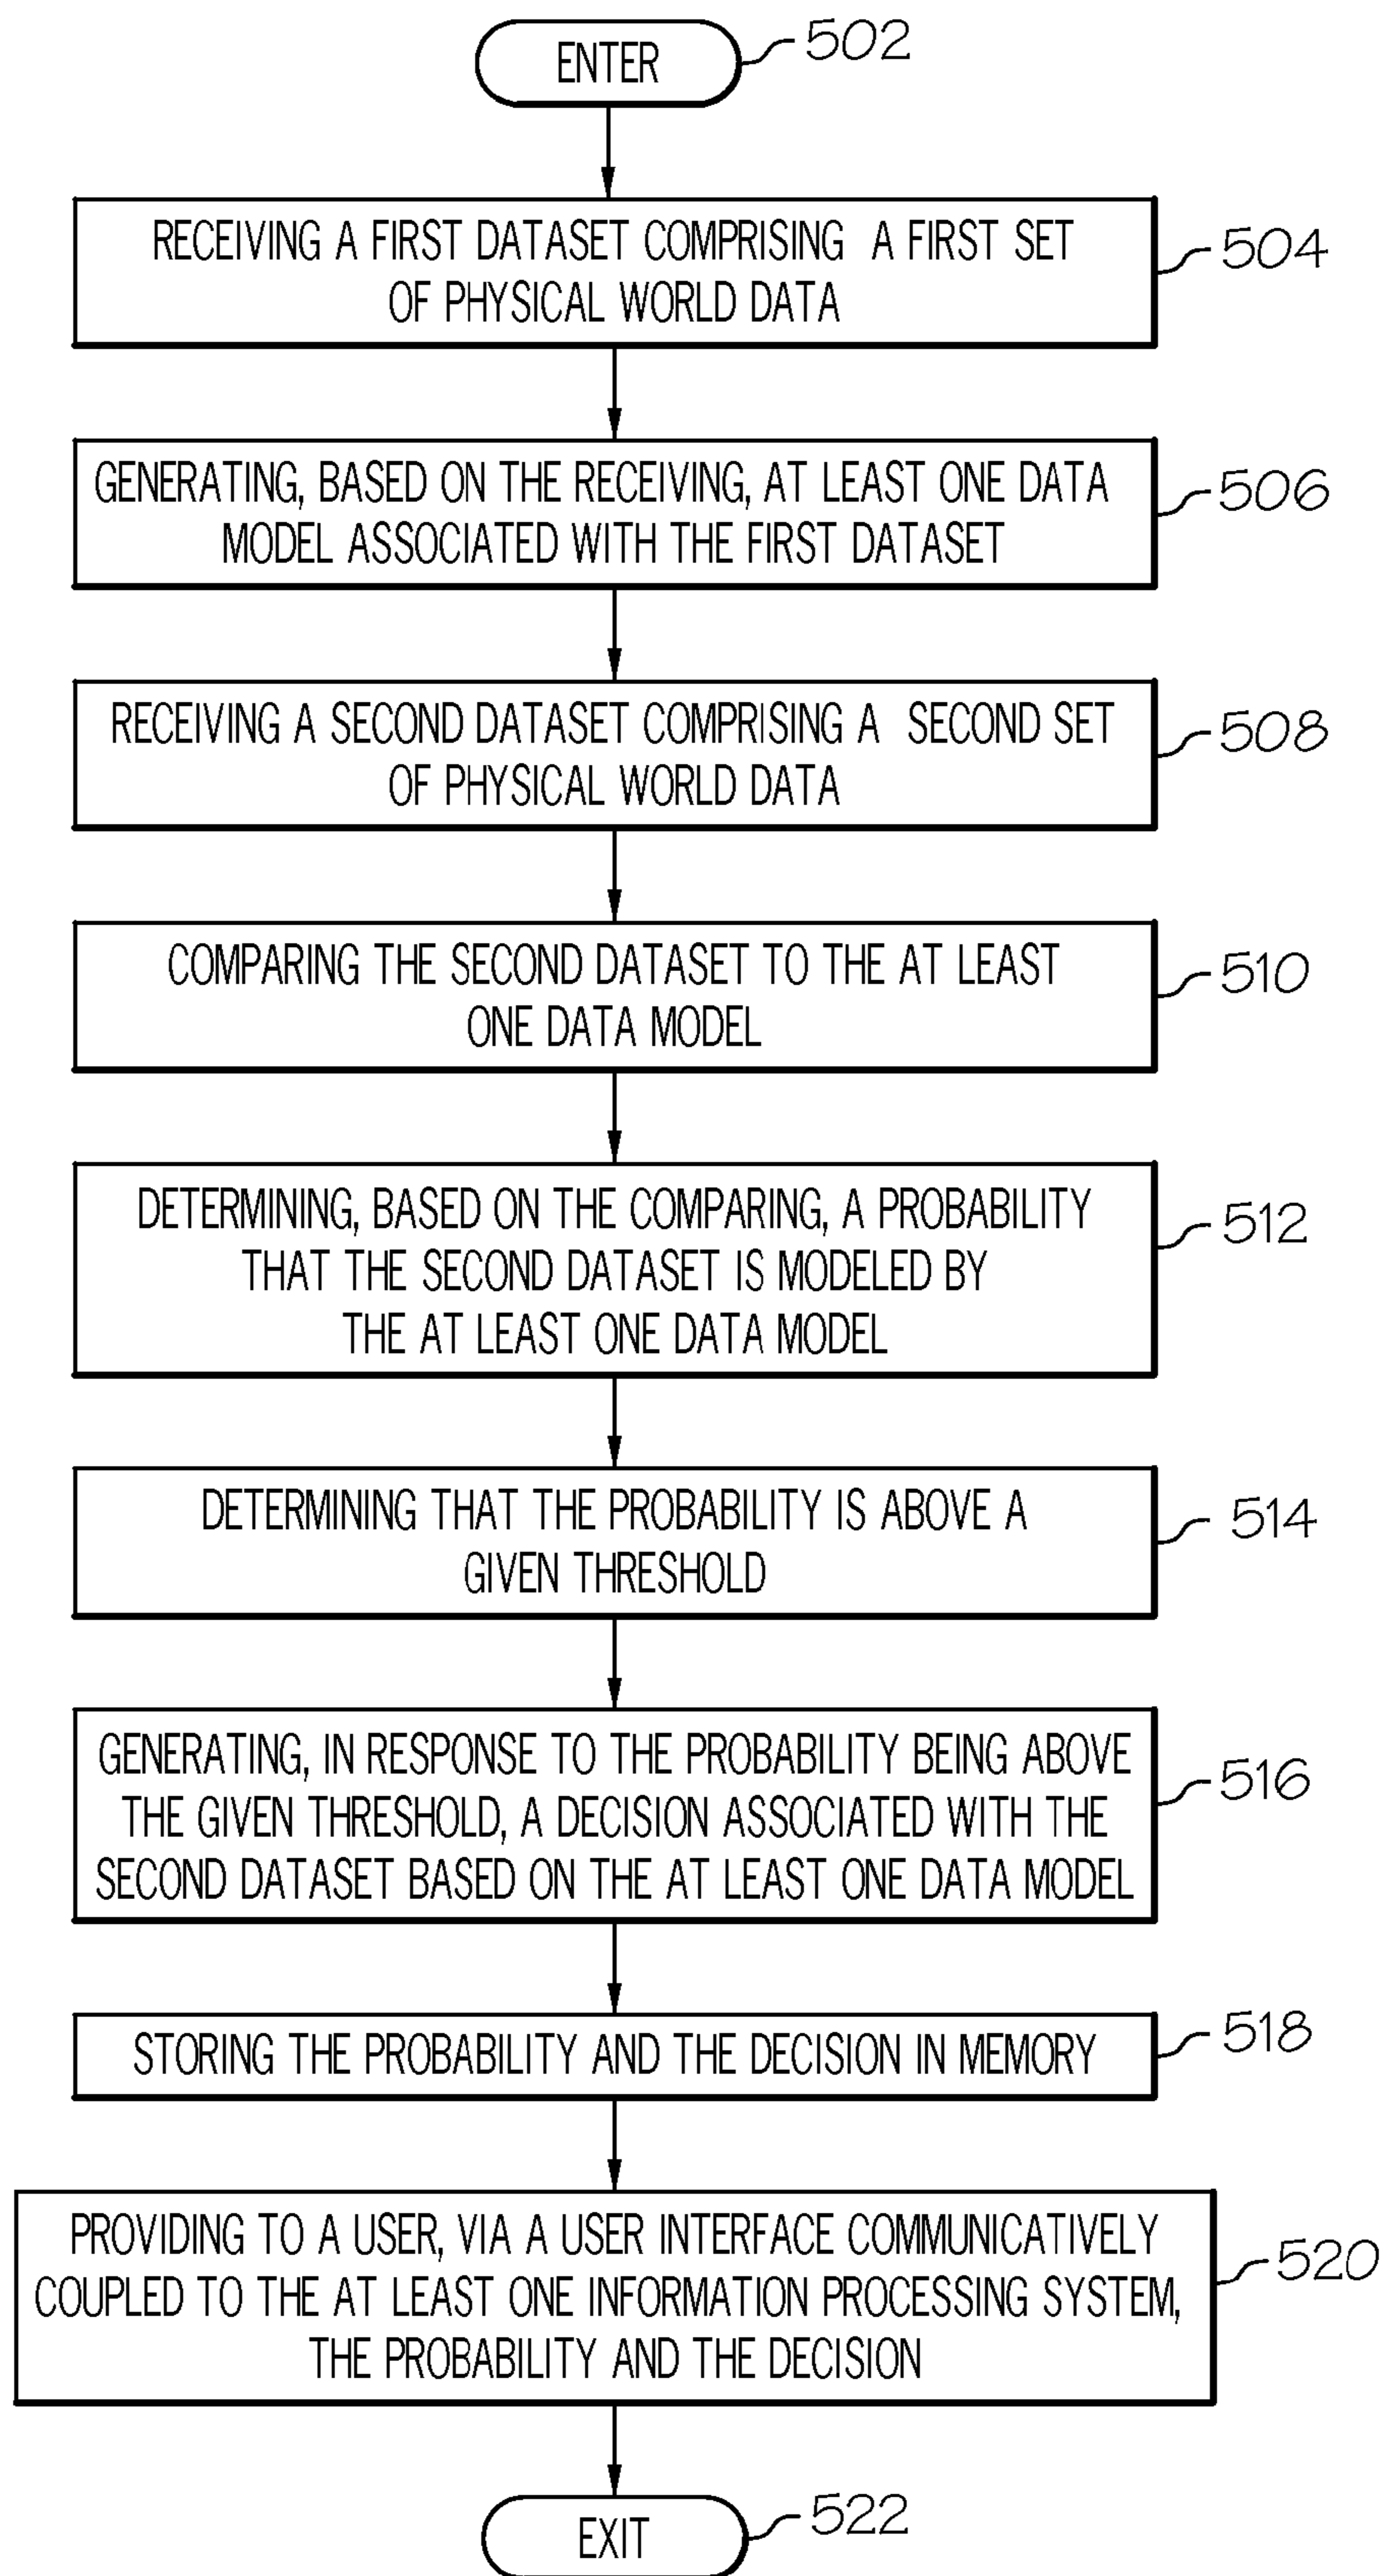 ENTER
502
RECEIVING A FIRST DATASET COMPRISING A FIRST SET
OF PHYSICAL WORLD DATA
504
GENERATING, BASED ON THE RECEIVING, AT LEAST ONE DATA
MODEL ASSOCIATED WITH THE FIRST DATASET
506
RECEIVING A SECOND DATASET COMPRISING A SECOND SET
OF PHYSICAL WORLD DATA
508
COMPARING THE SECOND DATASET TO THE AT LEAST
ONE DATA MODEL
510
DETERMINING, BASED ON THE COMPARING, A PROBABILITY
THAT THE SECOND DATASET IS MODELED BY
THE AT LEAST ONE DATA MODEL
512
DETERMINING THAT THE PROBABILITY IS ABOVE A
GIVEN THRESHOLD
514
GENERATING, IN RESPONSE TO THE PROBABILITY BEING ABOVE
THE GIVEN THRESHOLD, A DECISION ASSOCIATED WITH THE
SECOND DATASET BASED ON THE AT LEAST ONE DATA MODEL
516
STORING THE PROBABILITY AND THE DECISION IN MEMORY
518
PROVIDING TO A USER, VIA A USER INTERFACE COMMUNICATIVELY
COUPLED TO THE AT LEAST ONE INFORMATION PROCESSING SYSTEM,
THE PROBABILITY AND THE DECISION
520
EXIT
522